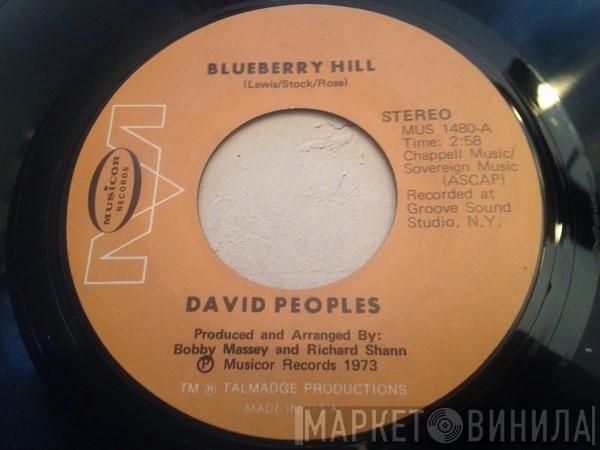 BLUEBERRY HILL
(Lewis/Stock/Rose)
STEREO
MUS 1480-A
Time: 2:58
Chappell Music/
Sovereign Music
(ASCAP)
Recorded at
Groove Sound
Studio, N.Y.
MUSICOR
RECORDS
DAVID PEOPLES
Produced and Arranged By:
Bobby Massey and Richard Shann
Ⓟ Musicor Records 1973
TM ® TALMADGE PRODUCTIONS
MADE IN U.S.A.
МАРКЕТ ВИНИЛА